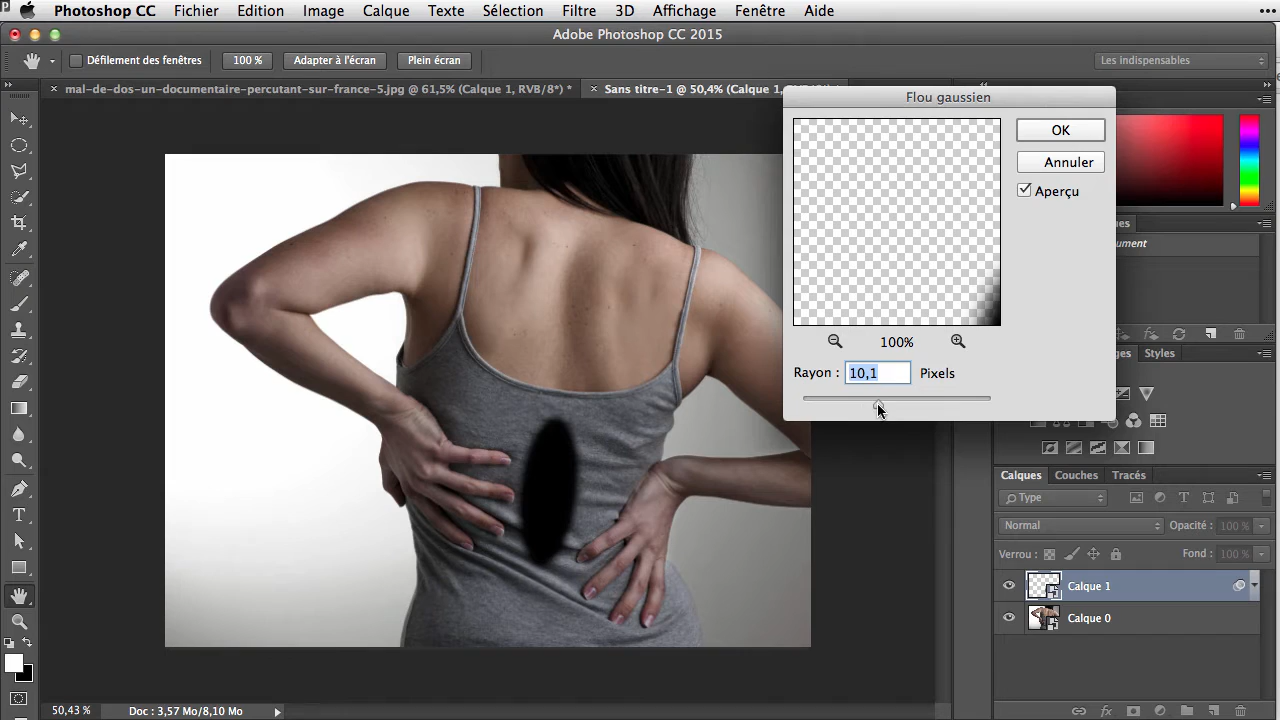 Photoshop CC Fichier Edition Image Calque Texte Sélection Filtre 3D Affichage Fenêtre Aide
Adobe Photoshop CC 2015
Défilement des fenêtres 100 % Adapter à l'écran Plein écran Les indispensables
mal-de-dos-un-documentaire-percutant-sur-france-5.jpg @ 61,5% (Calque 1, RVB/8*) * Sans titre-1 @ 50,4% (Calque 1,
Flou gaussien
OK
Annuler
Aperçu
100%
Rayon : 10,1 Pixels
ques
ument
ges Styles
Calques Couches Tracés
Type
Normal Opacité : 100 %
Verrou : Fond : 100 %
Calque 1
Calque 0
50,43 % Doc : 3,57 Mo/8,10 Mo